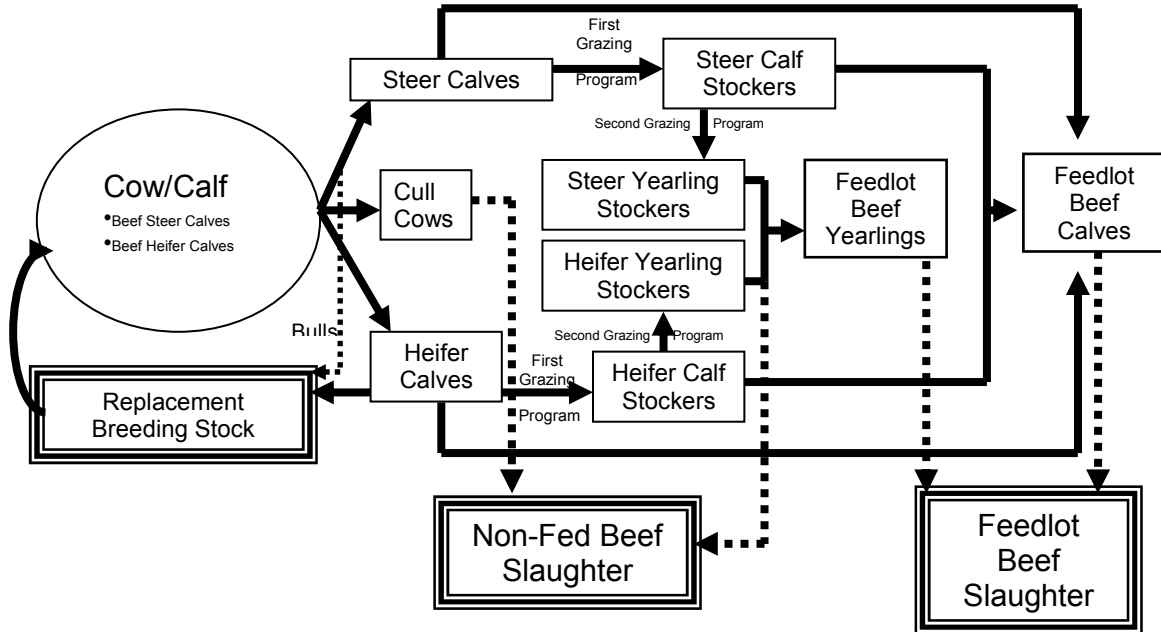 First
Grazing
Program
Steer Calves
Steer Calf
Stockers
Second Grazing Program
Cow/Calf
•Beef Steer Calves
•Beef Heifer Calves
Cull
Cows
Steer Yearling
Stockers
Feedlot
Beef
Yearlings
Feedlot
Beef
Calves
Heifer Yearling
Stockers
Bulls
Second Grazing Program
Heifer
Calves
First
Grazing
Program
Heifer Calf
Stockers
Replacement
Breeding Stock
Non-Fed Beef
Slaughter
Feedlot
Beef
Slaughter